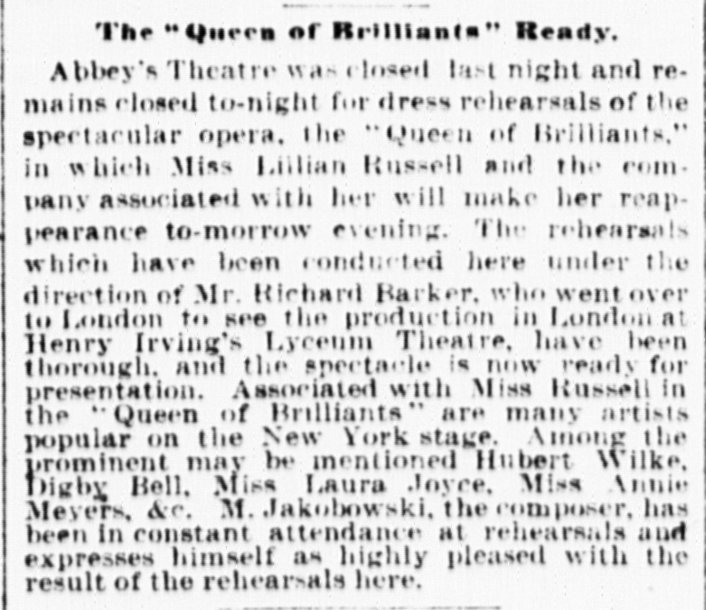 The "Queen of Brilliants" Ready.
Abbey's Theatre was closed last night and re-
mains closed to-night for dress rehearsals of the
spectacular opera, the "Queen of Brilliants,"
in which Miss Lillian Russell and the com-
pany associated with her will make her reap-
pearance to-morrow evening. The rehearsals
which have been conducted here under the
direction of Mr. Richard Barker, who went over
to London to see the production in London at
Henry Irving's Lyceum Theatre, have been
thorough, and the spectacle is now ready for
presentation. Associated with Miss Russell in
the "Queen of Brilliants" are many artists
popular on the New York stage. Among the
prominent may be mentioned Hubert Wilke,
Digby Bell, Miss Laura Joyce, Miss Annie
Meyers, &c. M. Jakobowski, the composer, has
been in constant attendance at rehearsals and
expresses himself as highly pleased with the
result of the rehearsals here.